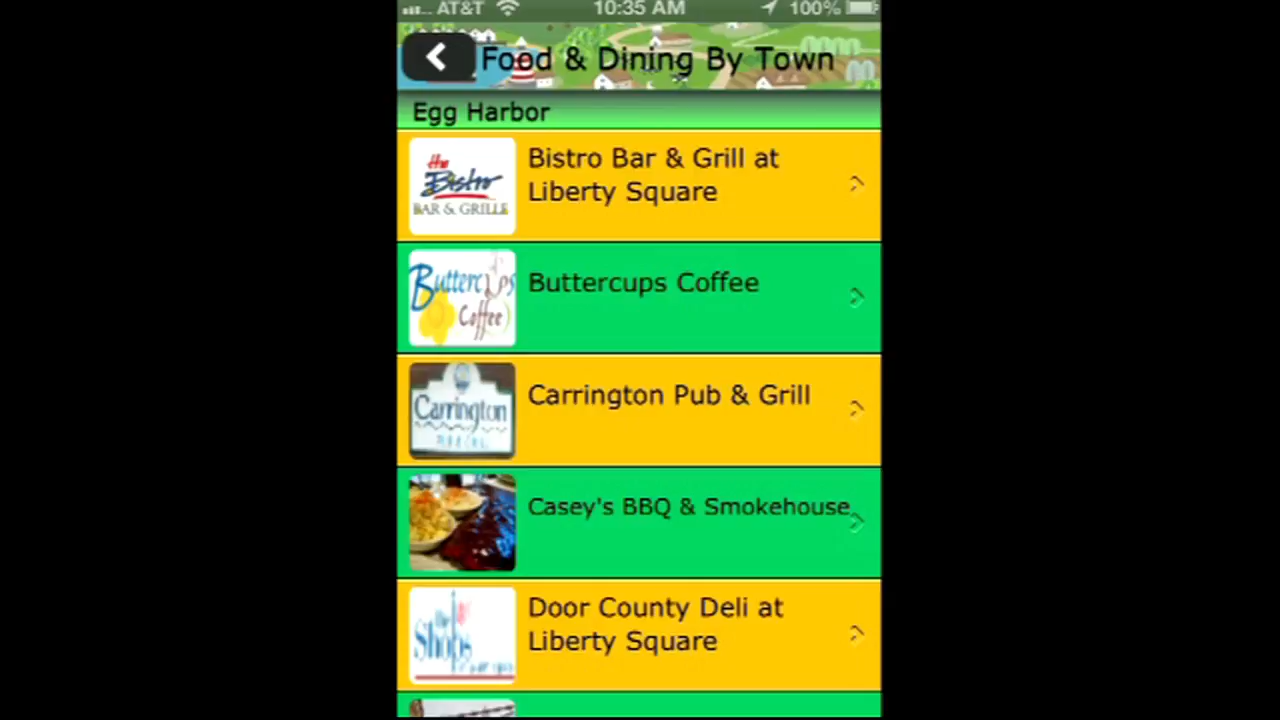 AT&T 10:35 AM 100%
Food & Dining By Town
Egg Harbor
the
Bistro
BAR & GRILLE
Bistro Bar & Grill at
Liberty Square
Buttercups
Coffee
Buttercups Coffee
Carrington
Carrington Pub & Grill
Casey's BBQ & Smokehouse
the
Shops
Door County Deli at
Liberty Square